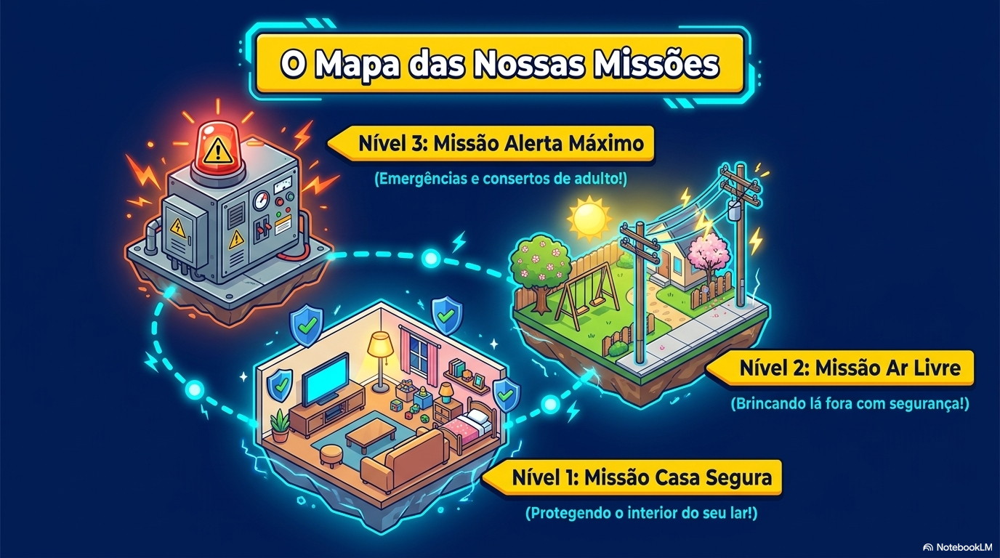 O Mapa das Nossas Missões
Nível 3: Missão Alerta Máximo
(Emergências e consertos de adulto!)
Nível 2: Missão Ar Livre
(Brincando lá fora com segurança!)
Nível 1: Missão Casa Segura
(Protegendo o interior do seu lar!)
NotebookLM